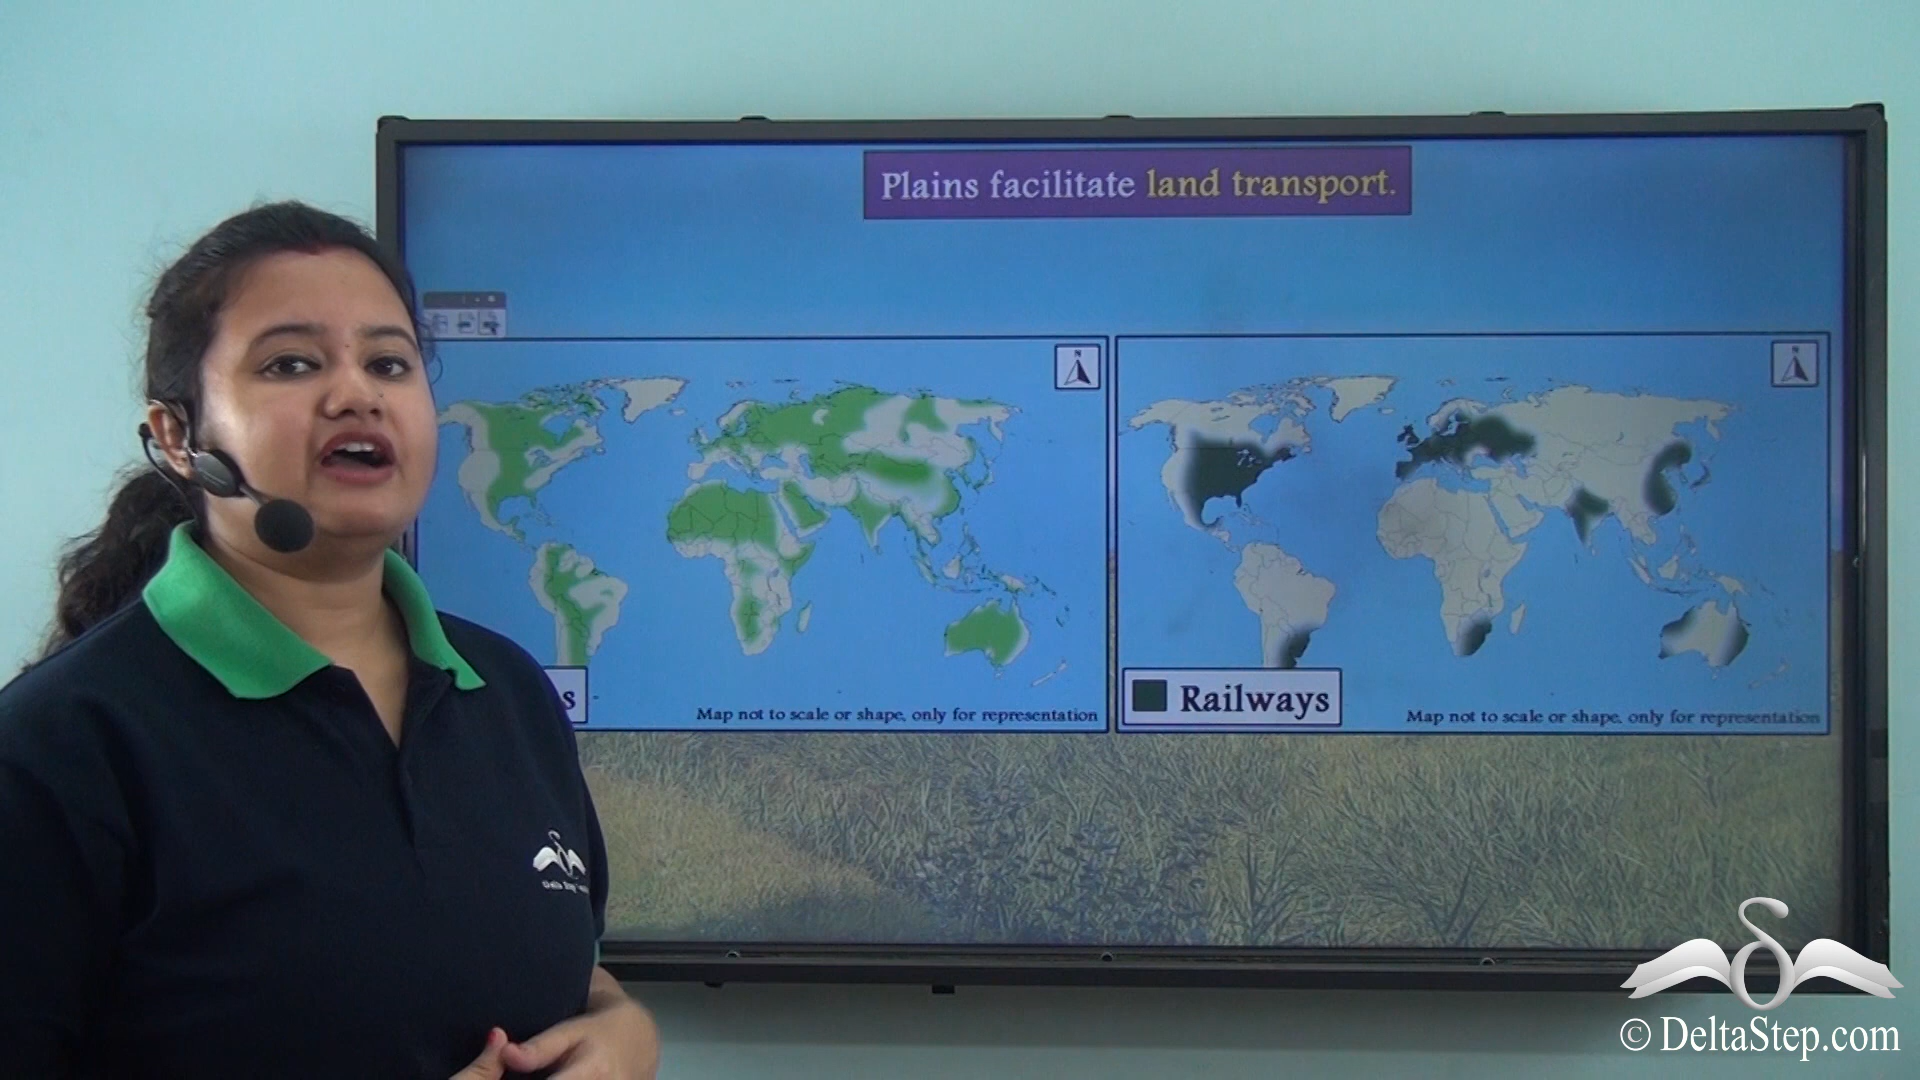 Plains facilitate land transport.
N
N
s
Map not to scale or shape, only for representation
Railways
Map not to scale or shape, only for representation
© DeltaStep.com